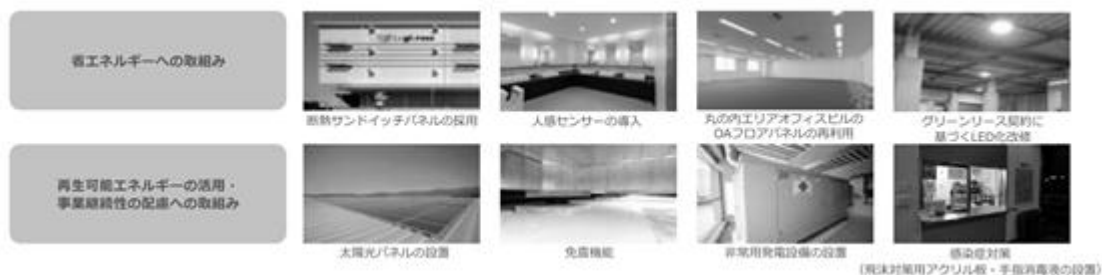 省エネルギーへの取組み
断熱サンドイッチパネルの採用
人感センサーの導入
丸の内エリアオフィスビルの
OAフロアパネルの再利用
グリーンリース契約に
基づくLED化改修
再生可能エネルギーの活用・
事業継続性の配慮への取組み
太陽光パネルの設置
免震機能
非常用発電設備の設置
感染症対策
（飛沫対策用アクリル板・手指消毒液の設置）